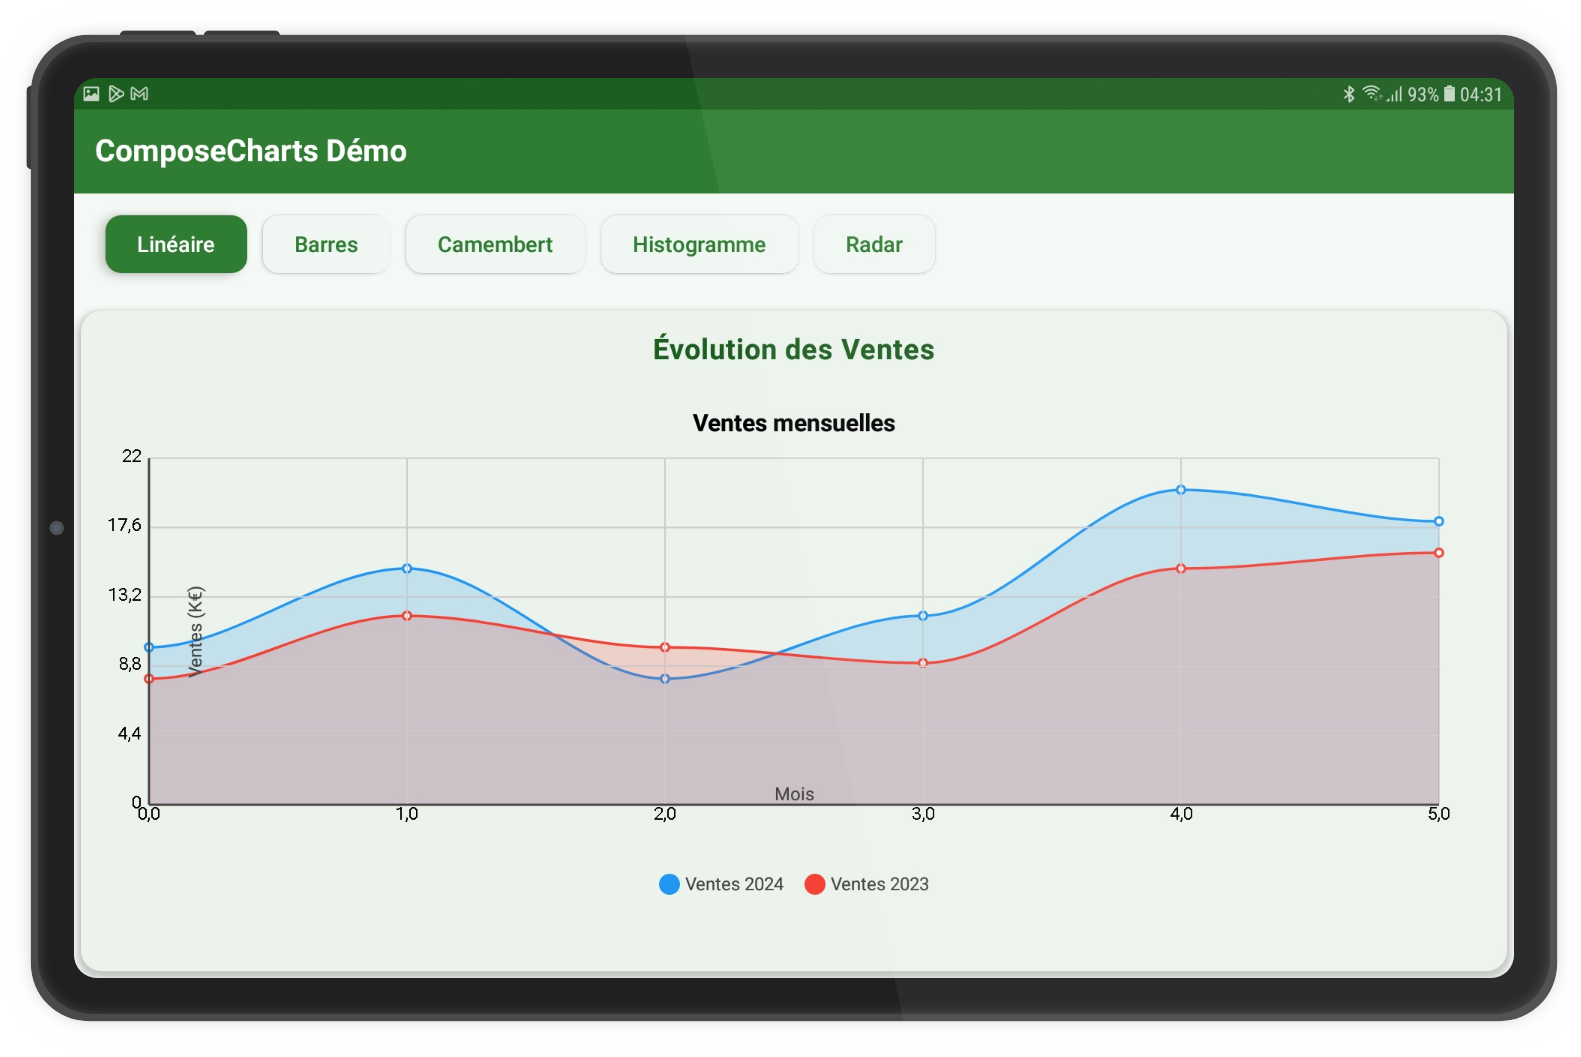 93% 04:31
ComposeCharts Démo
Linéaire Barres Camembert Histogramme Radar
Évolution des Ventes
Ventes mensuelles
22
17,6
13,2
8,8
4,4
0
Ventes (K€)
Mois
0,0 1,0 2,0 3,0 4,0 5,0
Ventes 2024 Ventes 2023